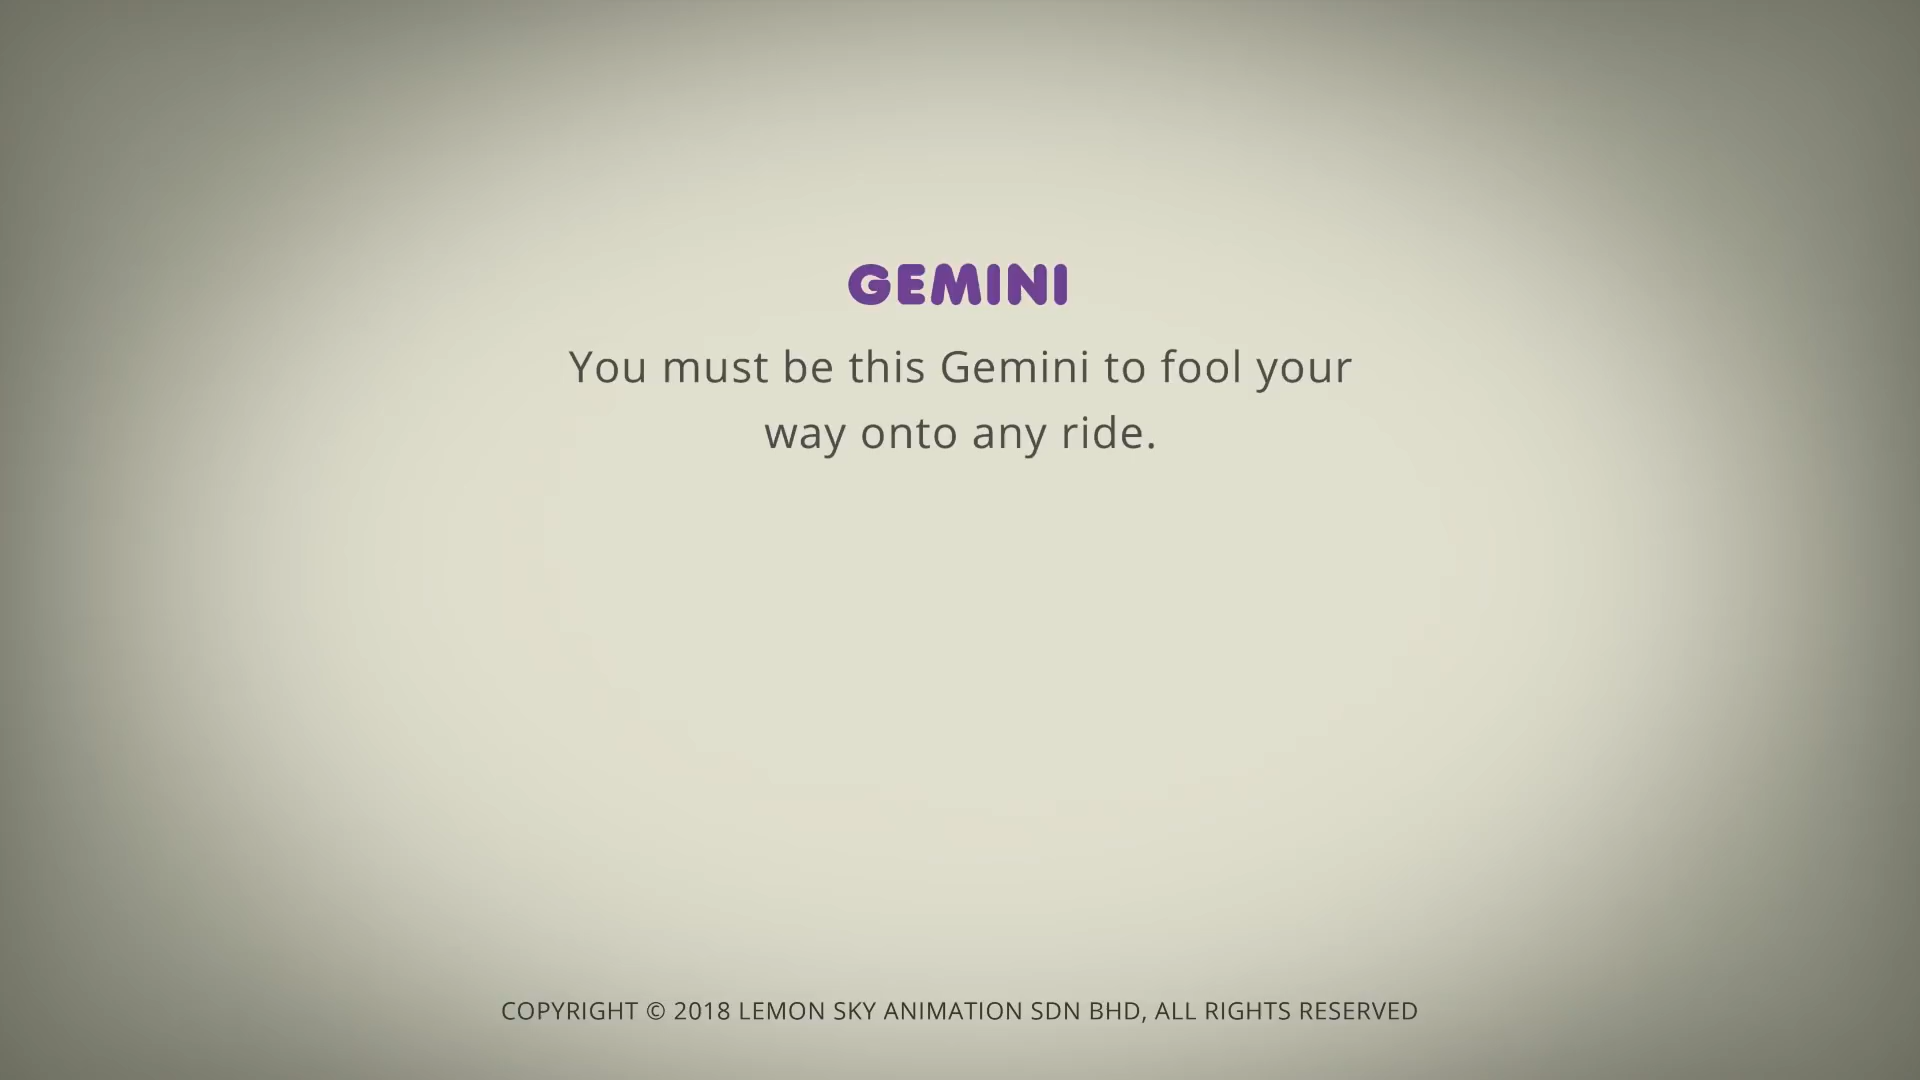 GEMINI
You must be this Gemini to fool your
way onto any ride.
COPYRIGHT © 2018 LEMON SKY ANIMATION SDN BHD, ALL RIGHTS RESERVED